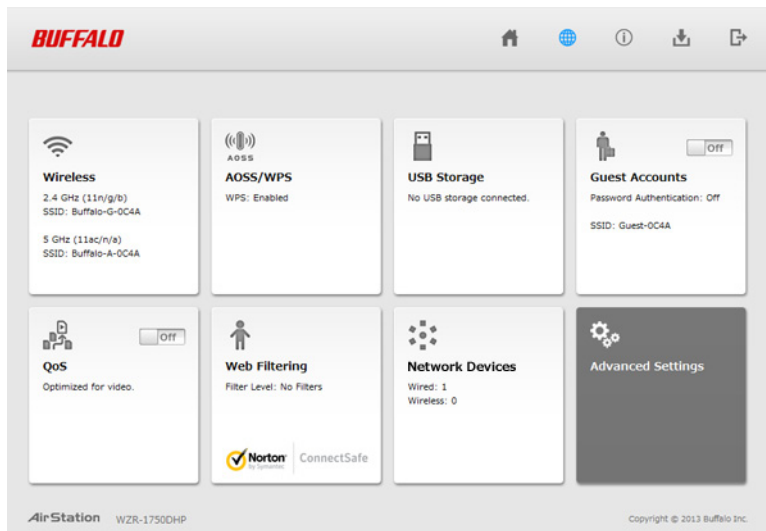 BUFFALO
Wireless
2.4 GHz (11n/g/b)
SSID: Buffalo-G-0C4A
5 GHz (11ac/n/a)
SSID: Buffalo-A-0C4A
AOSS
AOSS/WPS
WPS: Enabled
USB Storage
No USB storage connected.
Off
Guest Accounts
Password Authentication: Off
SSID: Guest-0C4A
Off
QoS
Optimized for video.
Web Filtering
Filter Level: No Filters
Norton
by Symantec
ConnectSafe
Network Devices
Wired: 1
Wireless: 0
Advanced Settings
AirStation WZR-1750DHP
Copyright © 2013 Buffalo Inc.